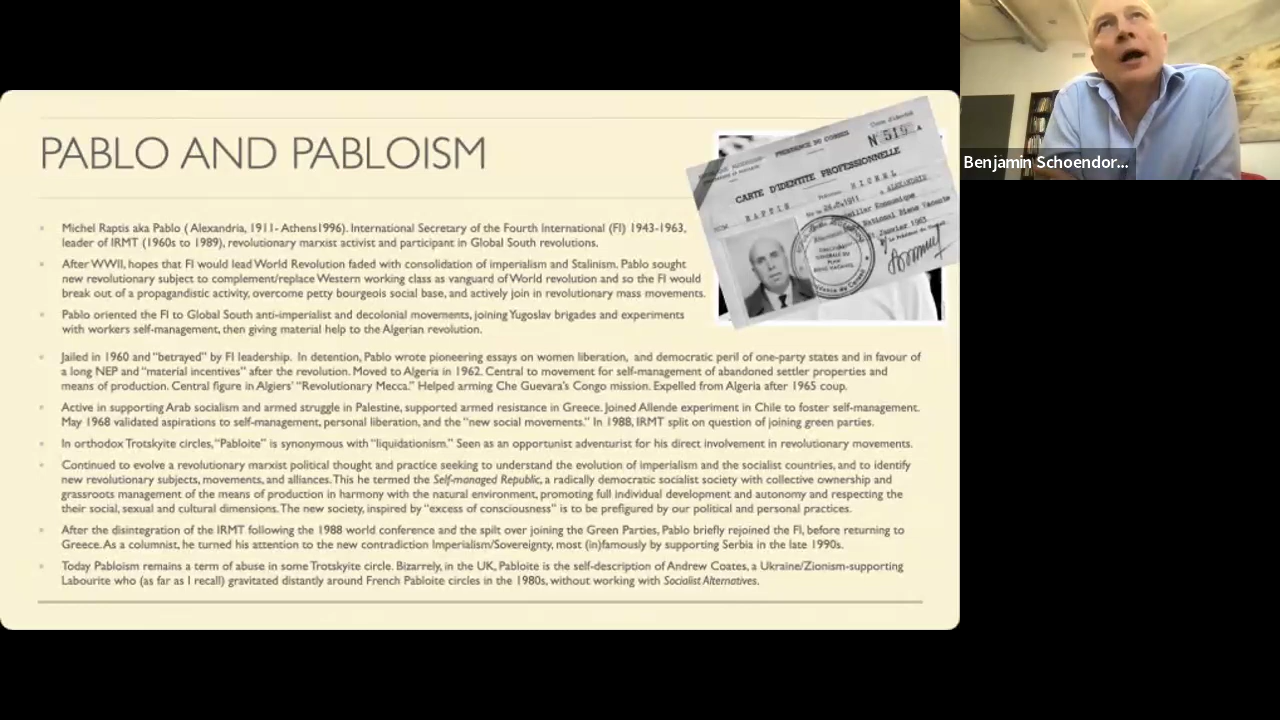 PABLO AND PABLOISM
Michel Raptis aka Pablo ( Alexandria, 1911- Athens1996). International Secretary of the Fourth International (FI) 1943-1963,
leader of IRMT (1960s to 1989), revolutionary marxist activist and participant in Global South revolutions.
After WWII, hopes that FI would lead World Revolution faded with consolidation of imperialism and Stalinism. Pablo sought
new revolutionary subject to complement/replace Western working class as vanguard of World revolution and so the FI would
break out of a propagandistic activity, overcome petty bourgeois social base, and actively join in revolutionary mass movements.
Pablo oriented the FI to Global South anti-imperialist and decolonial movements, joining Yugoslav brigades and experiments
with workers self-management, then giving material help to the Algerian revolution.
Jailed in 1960 and “betrayed” by FI leadership. In detention, Pablo wrote pioneering essays on women liberation, and democratic peril of one-party states and in favour of
a long NEP and “material incentives” after the revolution. Moved to Algeria in 1962. Central to movement for self-management of abandoned settler properties and
means of production. Central figure in Algiers’ “Revolutionary Mecca.” Helped arming Che Guevara’s Congo mission. Expelled from Algeria after 1965 coup.
Active in supporting Arab socialism and armed struggle in Palestine, supported armed resistance in Greece. Joined Allende experiment in Chile to foster self-management.
May 1968 validated aspirations to self-management, personal liberation, and the “new social movements.” In 1988, IRMT split on question of joining green parties.
In orthodox Trotskyite circles, “Pabloite” is synonymous with “liquidationism.” Seen as an opportunist adventurist for his direct involvement in revolutionary movements.
Continued to evolve a revolutionary marxist political thought and practice seeking to understand the evolution of imperialism and the socialist countries, and to identify
new revolutionary subjects, movements, and alliances. This he termed the Self-managed Republic, a radically democratic socialist society with collective ownership and
grassroots management of the means of production in harmony with the natural environment, promoting full individual development and autonomy and respecting the
their social, sexual and cultural dimensions. The new society, inspired by “excess of consciousness” is to be prefigured by our political and personal practices.
After the disintegration of the IRMT following the 1988 world conference and the spilt over joining the Green Parties, Pablo briefly rejoined the FI, before returning to
Greece. As a columnist, he turned his attention to the new contradiction Imperialism/Sovereignty, most (in)famously by supporting Serbia in the late 1990s.
Today Pabloism remains a term of abuse in some Trotskyite circle. Bizarrely, in the UK, Pabloite is the self-description of Andrew Coates, a Ukraine/Zionism-supporting
Labourite who (as far as I recall) gravitated distantly around French Pabloite circles in the 1980s, without working with Socialist Alternatives.
PRESIDENCE DU CONSEIL
N° 519 A
CARTE D'IDENTITE PROFESSIONNELLE
RAPTIS
MICHEL
24.8.1911 à ALEXANDRIE
Janvier 1963
Benjamin Schoendor...